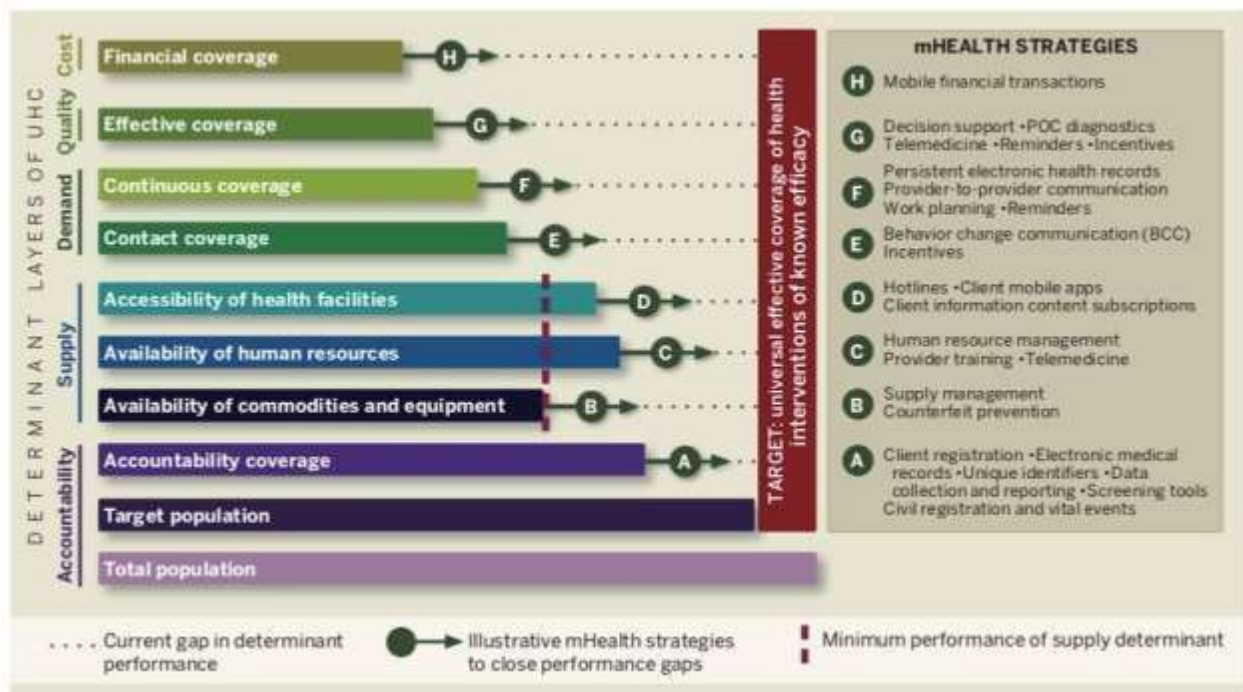 DETERMINANT LAYERS OF UHC
Cost
Financial coverage
H
Quality
Effective coverage
G
Demand
Continuous coverage
F
Contact coverage
E
Supply
Accessibility of health facilities
D
Availability of human resources
C
Availability of commodities and equipment
B
Accountability
Accountability coverage
A
Target population
Total population
TARGET: universal effective coverage of health
interventions of known efficacy
mHEALTH STRATEGIES
H Mobile financial transactions
G Decision support •POC diagnostics
Telemedicine •Reminders •Incentives
Persistent electronic health records
F Provider-to-provider communication
Work planning •Reminders
E Behavior change communication (BCC)
Incentives
D Hotlines •Client mobile apps
Client information content subscriptions
C Human resource management
Provider training •Telemedicine
B Supply management
Counterfeit prevention
A Client registration •Electronic medical
records •Unique identifiers •Data
collection and reporting •Screening tools
Civil registration and vital events
.... Current gap in determinant
performance
Illustrative mHealth strategies
to close performance gaps
Minimum performance of supply determinant